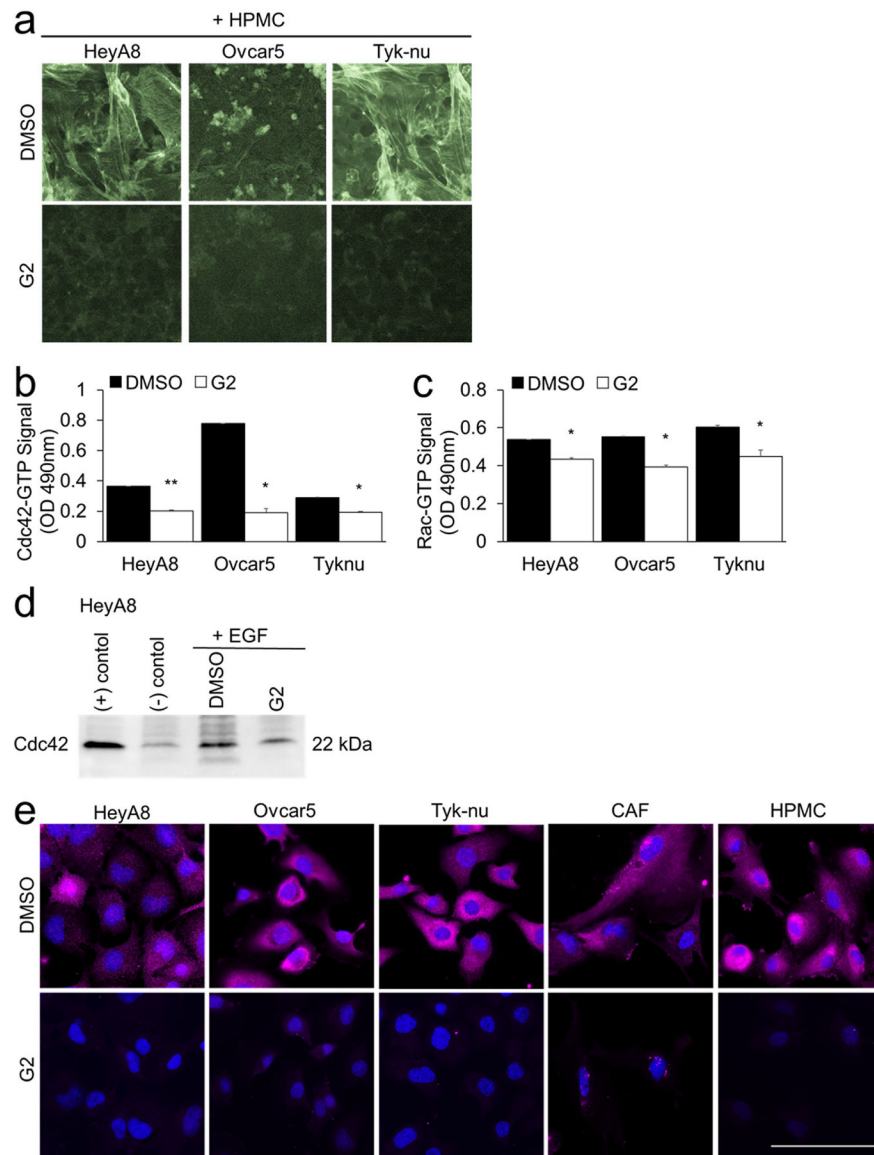 a
+ HPMC
HeyA8 Ovcar5 Tyk-nu
DMSO
G2
b
DMSO G2
Cdc42-GTP Signal
(OD 490nm)
1
0.8
0.6
0.4
0.2
0
** * *
HeyA8 Ovcar5 Tyknu
c
DMSO G2
Rac-GTP Signal
(OD 490nm)
0.8
0.6
0.4
0.2
0
* * *
HeyA8 Ovcar5 Tyknu
d
HeyA8
+ EGF
(+) contol
(-) contol
DMSO
G2
Cdc42 22 kDa
e
HeyA8 Ovcar5 Tyk-nu CAF HPMC
DMSO
G2